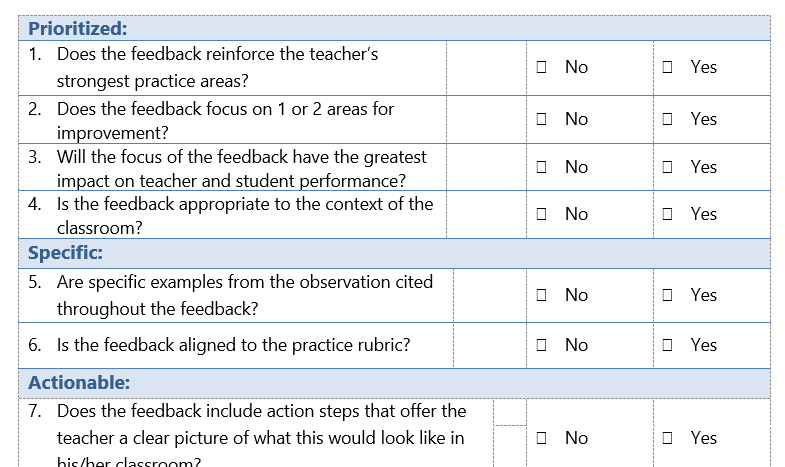 Prioritized:
1. Does the feedback reinforce the teacher's
strongest practice areas?
No Yes
2. Does the feedback focus on 1 or 2 areas for
improvement?
No Yes
3. Will the focus of the feedback have the greatest
impact on teacher and student performance?
No Yes
4. Is the feedback appropriate to the context of the
classroom?
No Yes
Specific:
5. Are specific examples from the observation cited
throughout the feedback?
No Yes
6. Is the feedback aligned to the practice rubric?
No Yes
Actionable:
7. Does the feedback include action steps that offer the
teacher a clear picture of what this would look like in
his/her classroom?
No Yes